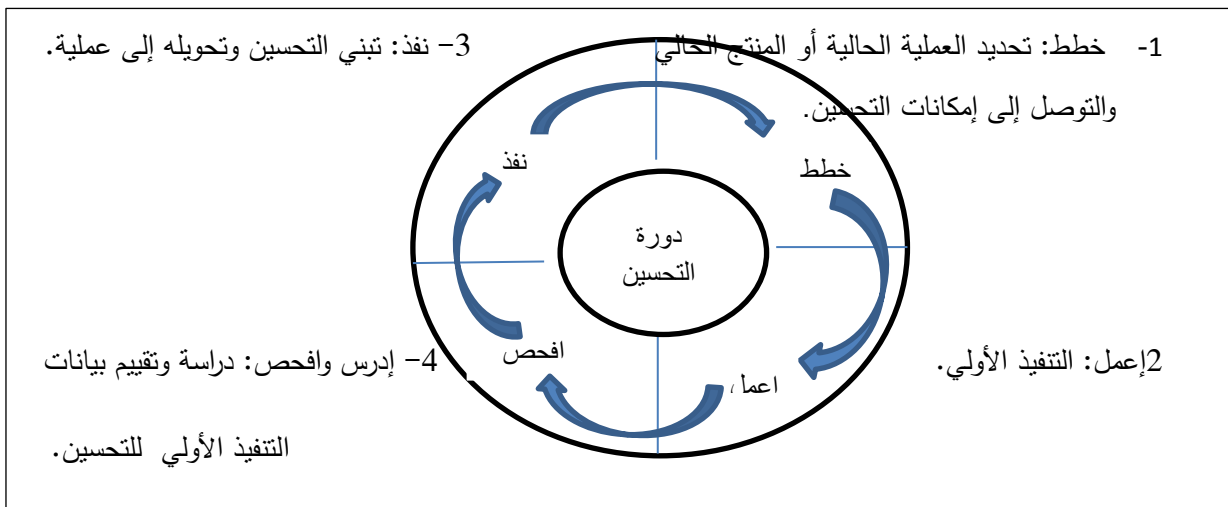 1- خطط: تحديد العملية الحالية أو المنتج الحالي
والتوصل إلى إمكانات التحسين.
3- نفذ: تبني التحسين وتحويله إلى عملية.
نفذ
خطط
دورة
التحسين
افحص
اعمل
2إعمل: التنفيذ الأولي.
4- إدرس وافحص: دراسة وتقييم بيانات
التنفيذ الأولي للتحسين.